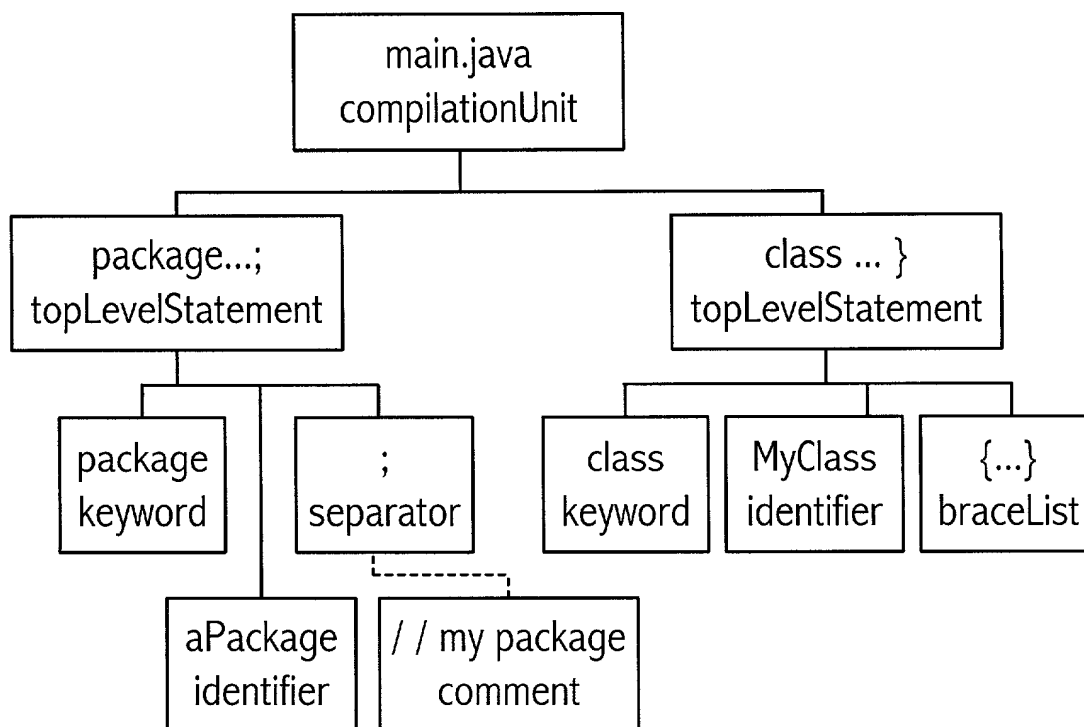 main.java
compilationUnit
package...;
topLevelStatement
class ... }
topLevelStatement
package
keyword
;
separator
class
keyword
MyClass
identifier
{...}
braceList
aPackage
identifier
/ / my package
comment